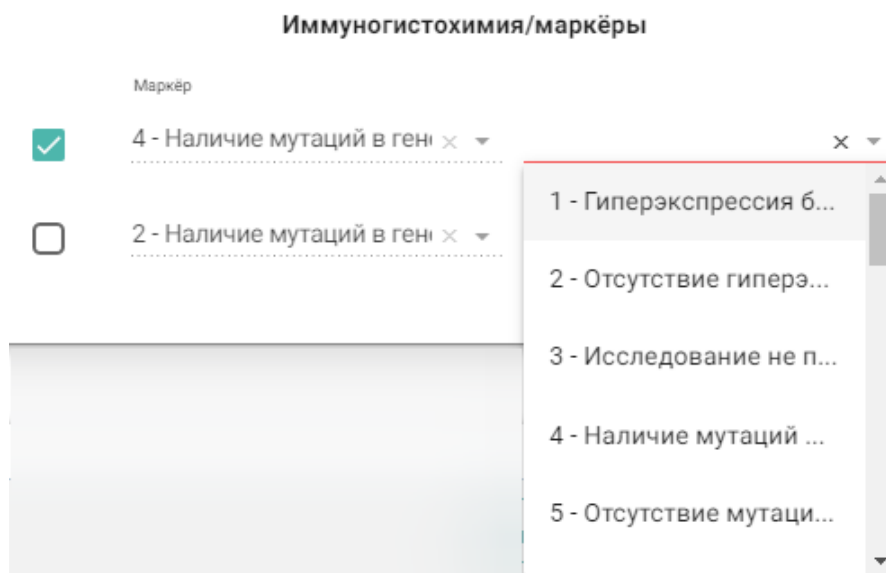 Иммуногистохимия/маркёры
Маркёр
4 - Наличие мутаций в ген
2 - Наличие мутаций в ген
1 - Гиперэкспрессия б...
2 - Отсутствие гиперэ...
3 - Исследование не п...
4 - Наличие мутаций ...
5 - Отсутствие мутаци...